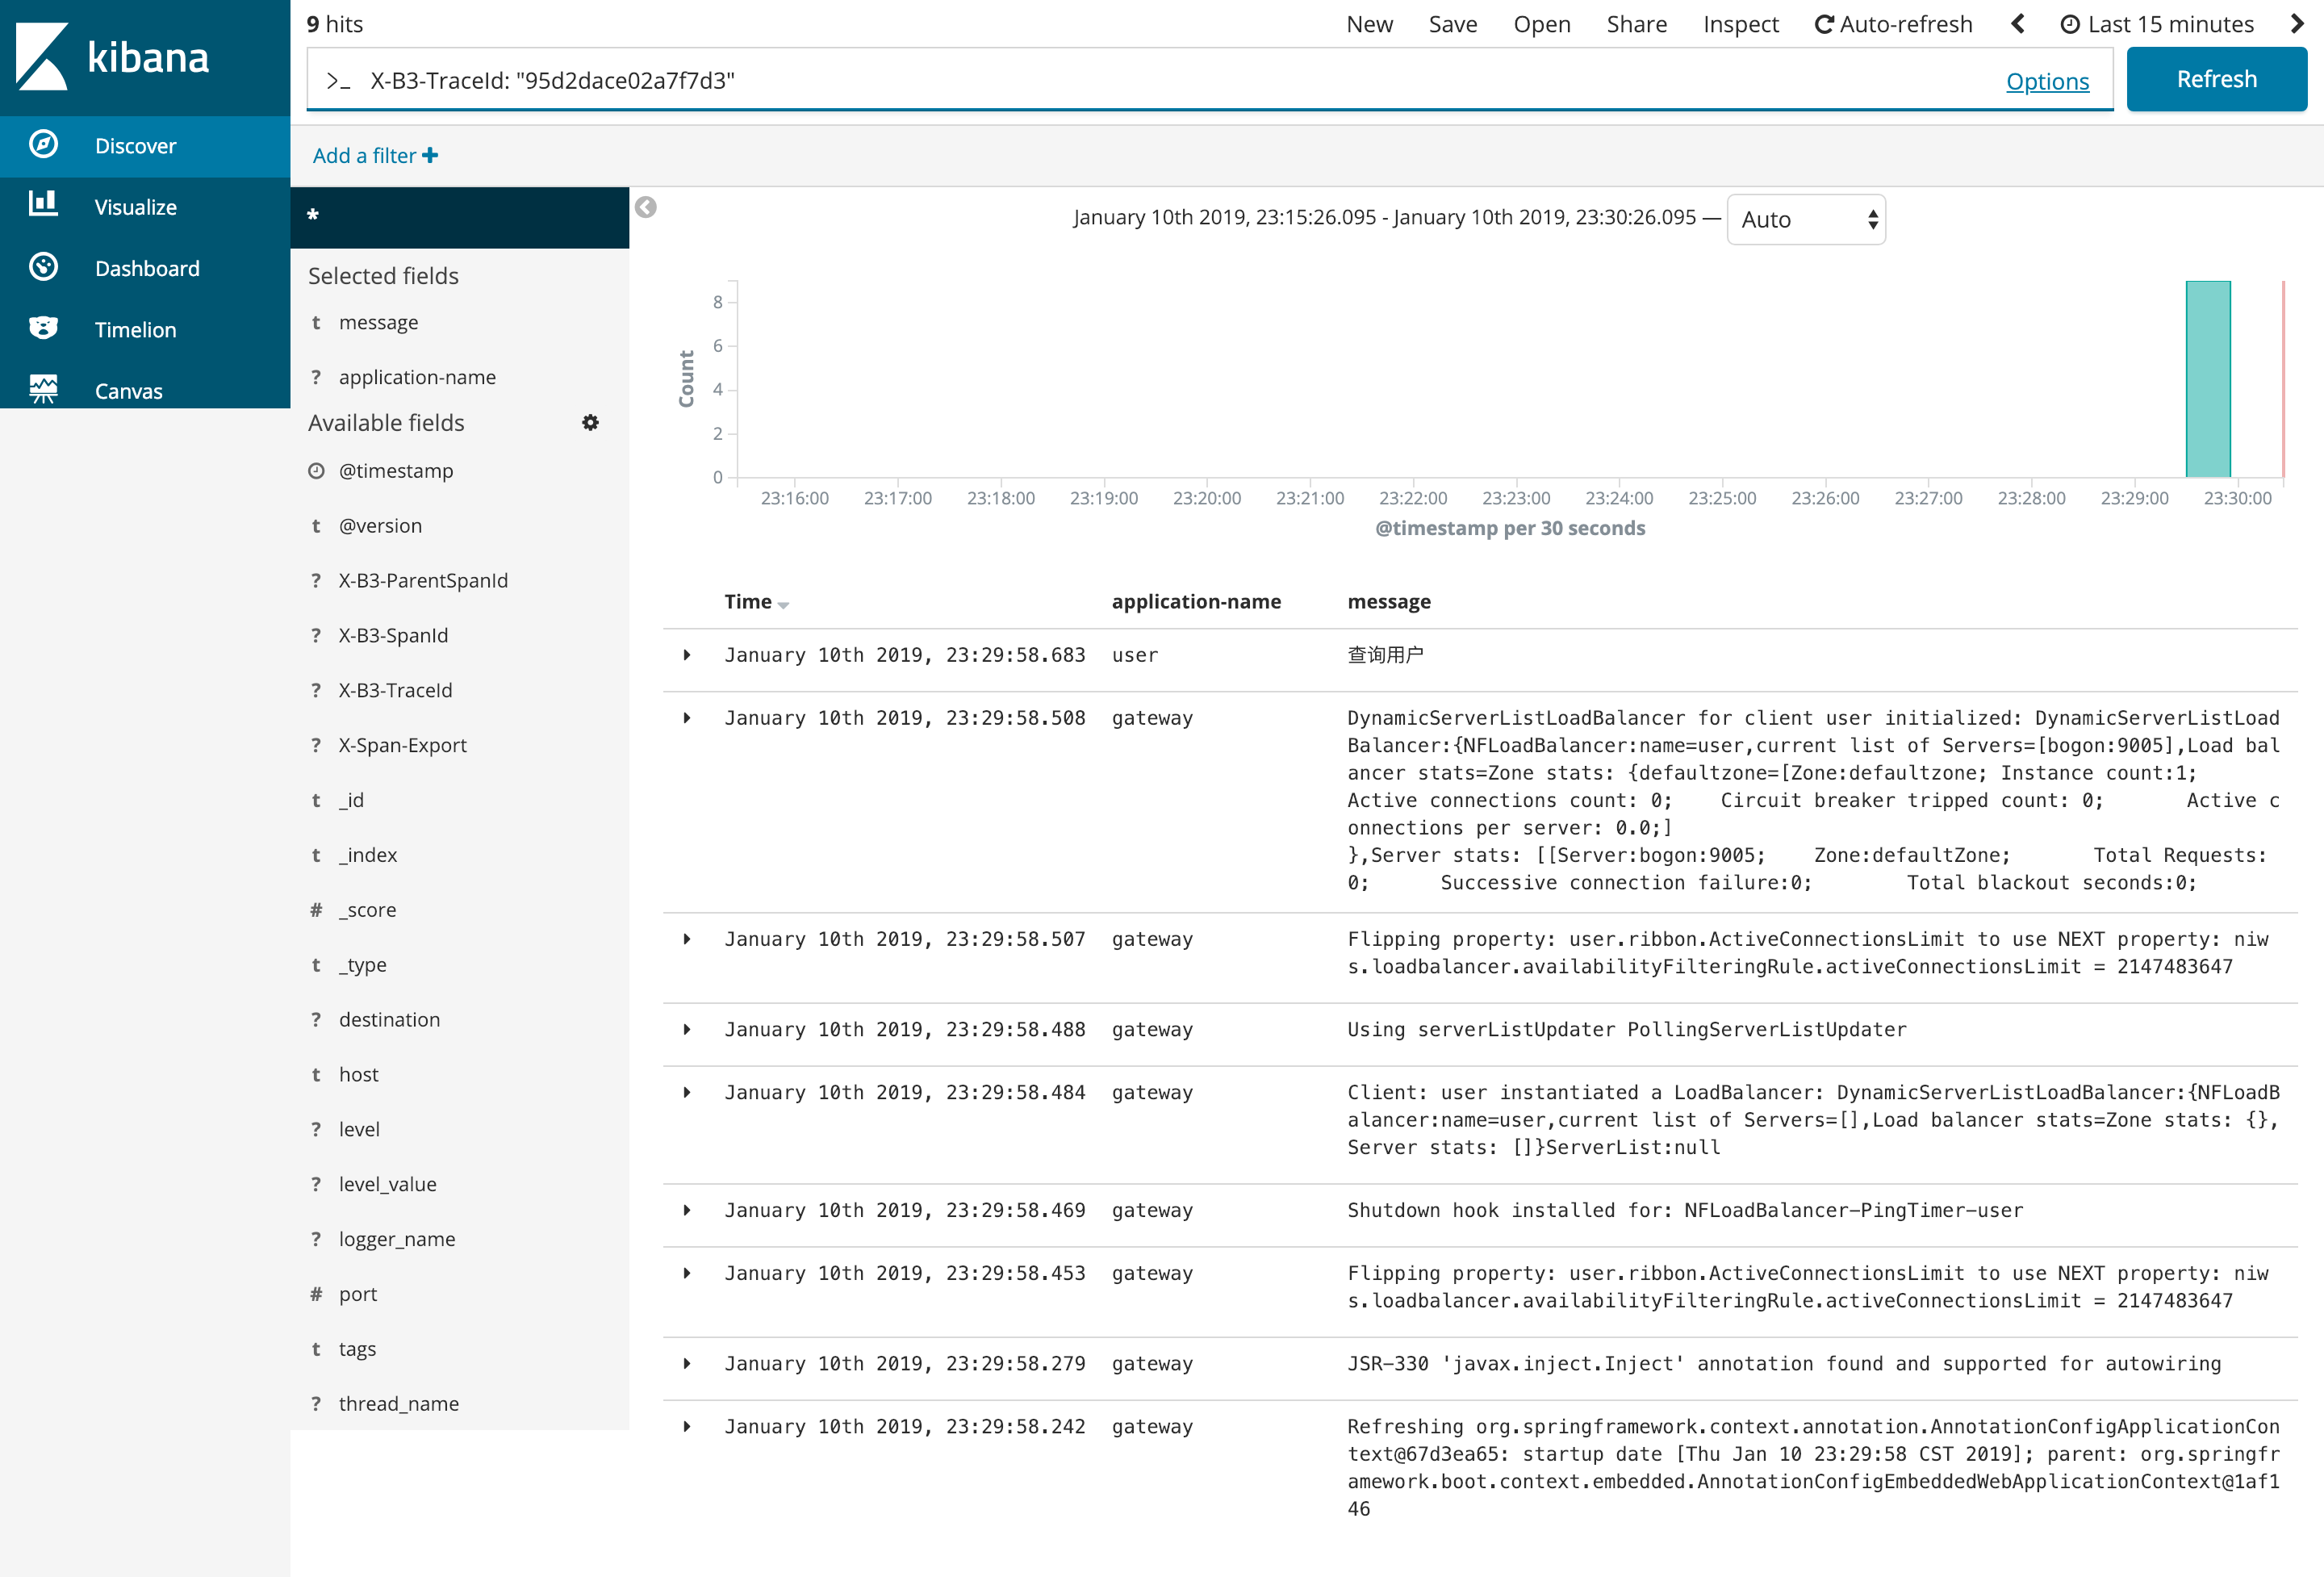 kibana
Discover
Visualize
Dashboard
Timelion
Canvas
9 hits
New Save Open Share Inspect Auto-refresh Last 15 minutes
>_ X-B3-TraceId: "95d2dace02a7f7d3" Options Refresh
Add a filter +
*
Selected fields
t message
? application-name
Available fields
@timestamp
t @version
? X-B3-ParentSpanId
? X-B3-SpanId
? X-B3-TraceId
? X-Span-Export
t _id
t _index
# _score
t _type
? destination
t host
? level
? level_value
? logger_name
# port
t tags
? thread_name
January 10th 2019, 23:15:26.095 - January 10th 2019, 23:30:26.095 — Auto
Count
8
6
4
2
0
23:16:00 23:17:00 23:18:00 23:19:00 23:20:00 23:21:00 23:22:00 23:23:00 23:24:00 23:25:00 23:26:00 23:27:00 23:28:00 23:29:00 23:30:00
@timestamp per 30 seconds
Time application-name message
January 10th 2019, 23:29:58.683 user 查询用户
January 10th 2019, 23:29:58.508 gateway DynamicServerListLoadBalancer for client user initialized: DynamicServerListLoad
Balancer:{NFLoadBalancer:name=user,current list of Servers=[bogon:9005],Load bal
ancer stats=Zone stats: {defaultzone=[Zone:defaultzone; Instance count:1;
Active connections count: 0; Circuit breaker tripped count: 0; Active c
onnections per server: 0.0;]
},Server stats: [[Server:bogon:9005; Zone:defaultZone; Total Requests:
0; Successive connection failure:0; Total blackout seconds:0;
January 10th 2019, 23:29:58.507 gateway Flipping property: user.ribbon.ActiveConnectionsLimit to use NEXT property: niw
s.loadbalancer.availabilityFilteringRule.activeConnectionsLimit = 2147483647
January 10th 2019, 23:29:58.488 gateway Using serverListUpdater PollingServerListUpdater
January 10th 2019, 23:29:58.484 gateway Client: user instantiated a LoadBalancer: DynamicServerListLoadBalancer:{NFLoadB
alancer:name=user,current list of Servers=[],Load balancer stats=Zone stats: {},
Server stats: []}ServerList:null
January 10th 2019, 23:29:58.469 gateway Shutdown hook installed for: NFLoadBalancer-PingTimer-user
January 10th 2019, 23:29:58.453 gateway Flipping property: user.ribbon.ActiveConnectionsLimit to use NEXT property: niw
s.loadbalancer.availabilityFilteringRule.activeConnectionsLimit = 2147483647
January 10th 2019, 23:29:58.279 gateway JSR-330 'javax.inject.Inject' annotation found and supported for autowiring
January 10th 2019, 23:29:58.242 gateway Refreshing org.springframework.context.annotation.AnnotationConfigApplicationCon
text@67d3ea65: startup date [Thu Jan 10 23:29:58 CST 2019]; parent: org.springfr
amework.boot.context.embedded.AnnotationConfigEmbeddedWebApplicationContext@1af1
46